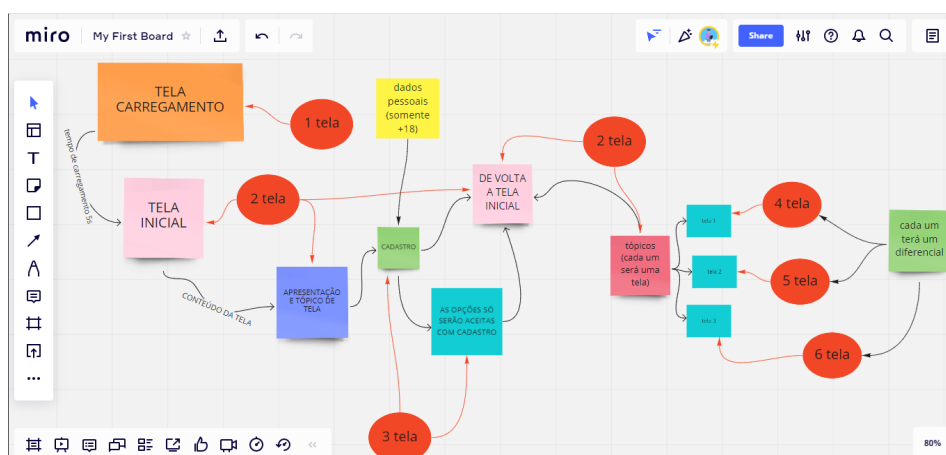 miro
My First Board
Share
TELA
CARREGAMENTO
1 tela
dados
pessoais
(somente
+18)
2 tela
tempo de carregamento 5s
TELA
INICIAL
2 tela
DE VOLTA
A TELA
INICIAL
4 tela
tela 1
cada um
terá um
diferencial
CADASTRO
tópicos
(cada um
será uma
tela)
tela 2
5 tela
CONTEÚDO DA TELA
APRESENTAÇÃO
E TÓPICO DE
TELA
AS OPÇÕES SÓ
SERÃO ACEITAS
COM CADASTRO
tela 3
6 tela
3 tela
80%